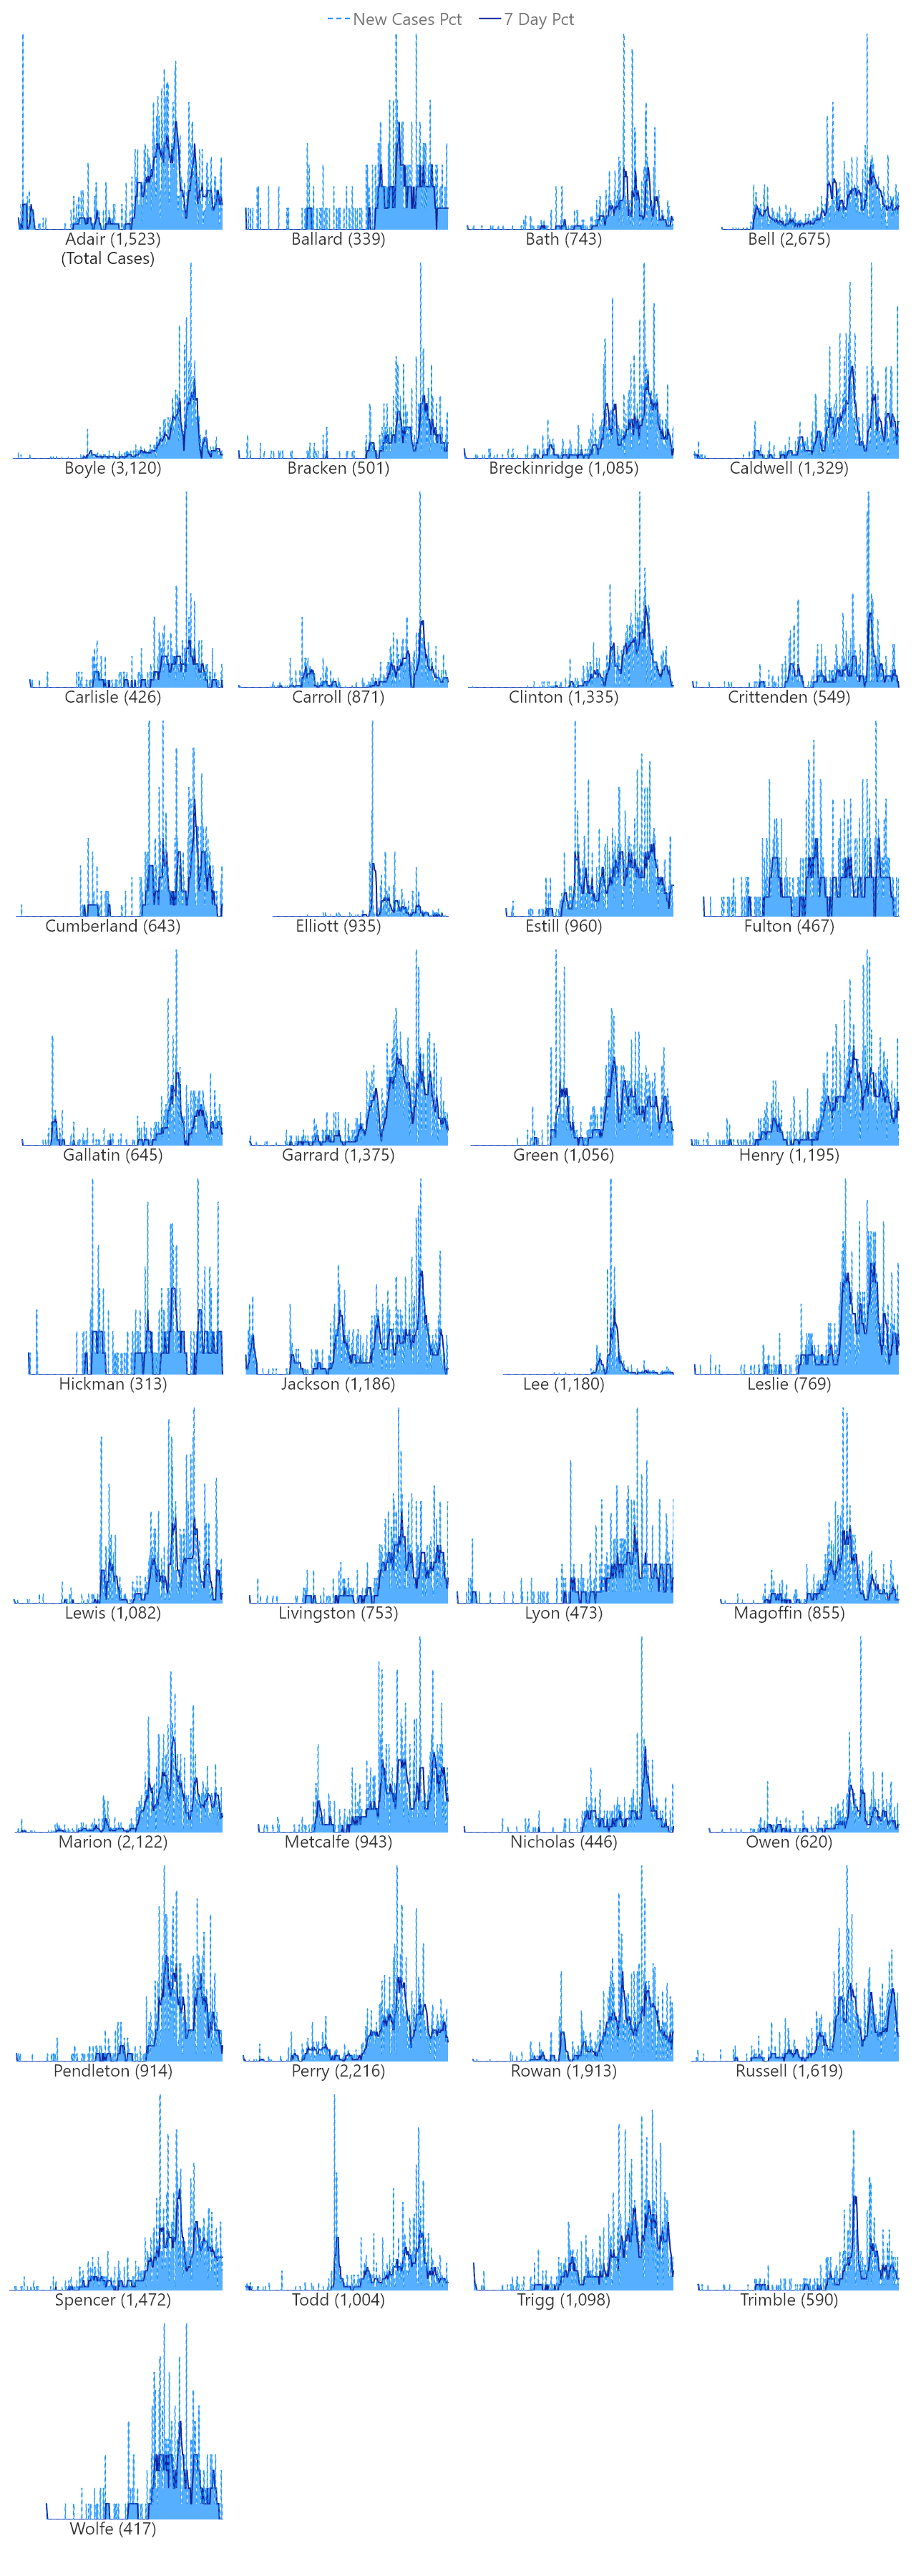 New Cases Pct 7 Day Pct
Adair (1,523) Ballard (339) Bath (743) Bell (2,675)
(Total Cases)
Boyle (3,120) Bracken (501) Breckinridge (1,085) Caldwell (1,329)
Carlisle (426) Carroll (871) Clinton (1,335) Crittenden (549)
Cumberland (643) Elliott (935) Estill (960) Fulton (467)
Gallatin (645) Garrard (1,375) Green (1,056) Henry (1,195)
Hickman (313) Jackson (1,186) Lee (1,180) Leslie (769)
Lewis (1,082) Livingston (753) Lyon (473) Magoffin (855)
Marion (2,122) Metcalfe (943) Nicholas (446) Owen (620)
Pendleton (914) Perry (2,216) Rowan (1,913) Russell (1,619)
Spencer (1,472) Todd (1,004) Trigg (1,098) Trimble (590)
Wolfe (417)